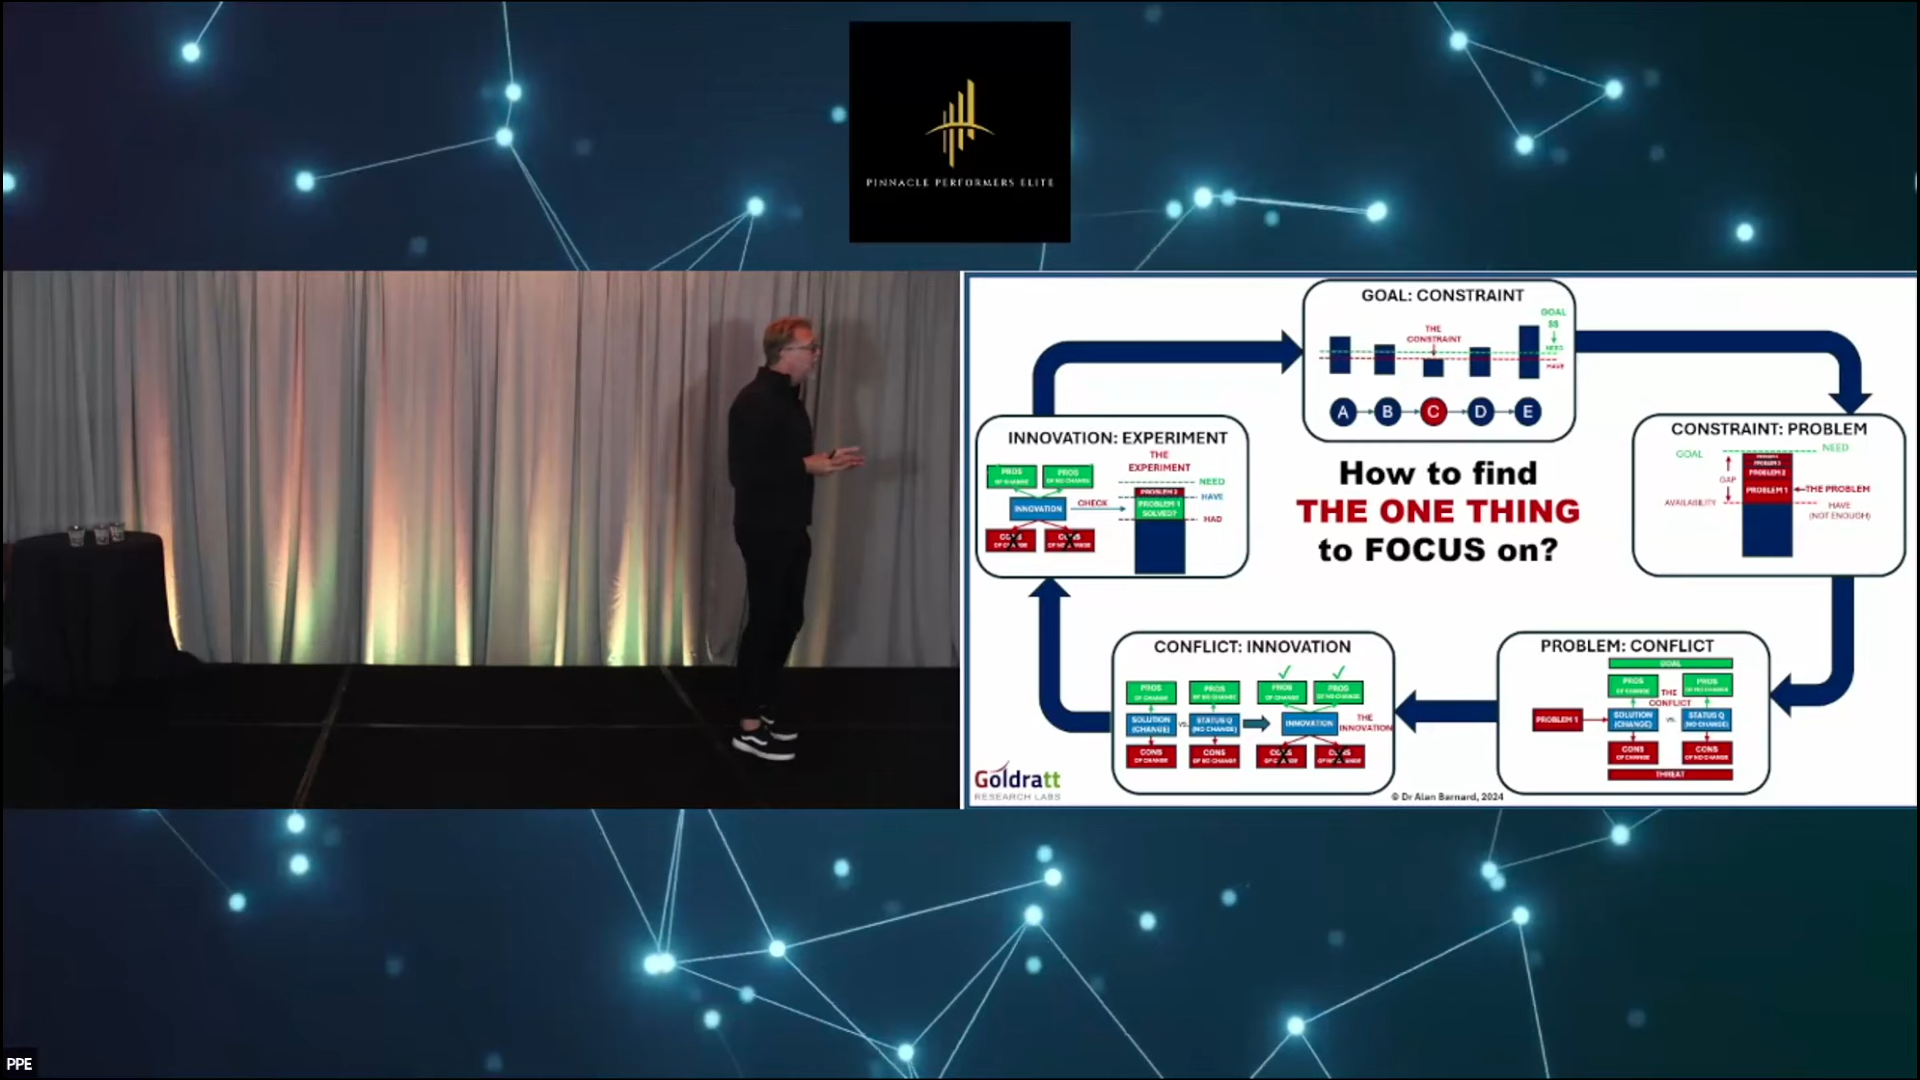 PINNACLE PERFORMERS ELITE
GOAL: CONSTRAINT
GOAL
$$
THE
CONSTRAINT
NEED
HAVE
A
B
C
D
E
INNOVATION: EXPERIMENT
PROS
OF CHANGE
PROS
OF NO CHANGE
THE
EXPERIMENT
NEED
INNOVATION
CHECK
PROBLEM 2
HAVE
PROBLEM 1
SOLVED?
HAD
CONS
OF CHANGE
CONS
OF NO CHANGE
How to find
THE ONE THING
to FOCUS on?
CONSTRAINT: PROBLEM
GOAL
NEED
PROBLEM 2
GAP
PROBLEM 1
THE PROBLEM
AVAILABILITY
HAVE
(NOT ENOUGH)
CONFLICT: INNOVATION
PROS
OF CHANGE
PROS
OF NO CHANGE
PROS
OF CHANGE
PROS
OF NO CHANGE
SOLUTION
(CHANGE)
VS.
STATUS Q
(NO CHANGE)
INNOVATION
THE
INNOVATION
CONS
OF CHANGE
CONS
OF NO CHANGE
CONS
OF CHANGE
CONS
OF NO CHANGE
PROBLEM: CONFLICT
GOAL
PROS
OF CHANGE
PROS
OF NO CHANGE
THE
CONFLICT
PROBLEM 1
SOLUTION
(CHANGE)
VS.
STATUS Q
(NO CHANGE)
CONS
OF CHANGE
CONS
OF NO CHANGE
THREAT
Goldratt
RESEARCH LABS
© Dr Alan Barnard, 2024
PPE